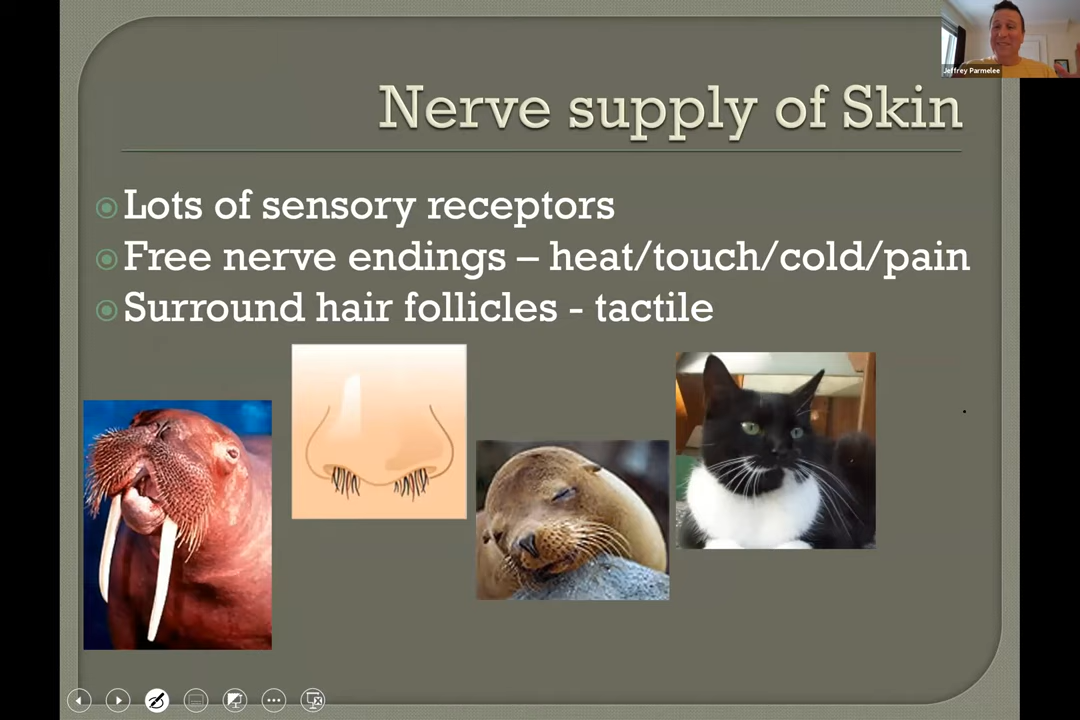 Jeffrey Parmelee
Nerve supply of Skin
Lots of sensory receptors
Free nerve endings – heat/touch/cold/pain
Surround hair follicles - tactile